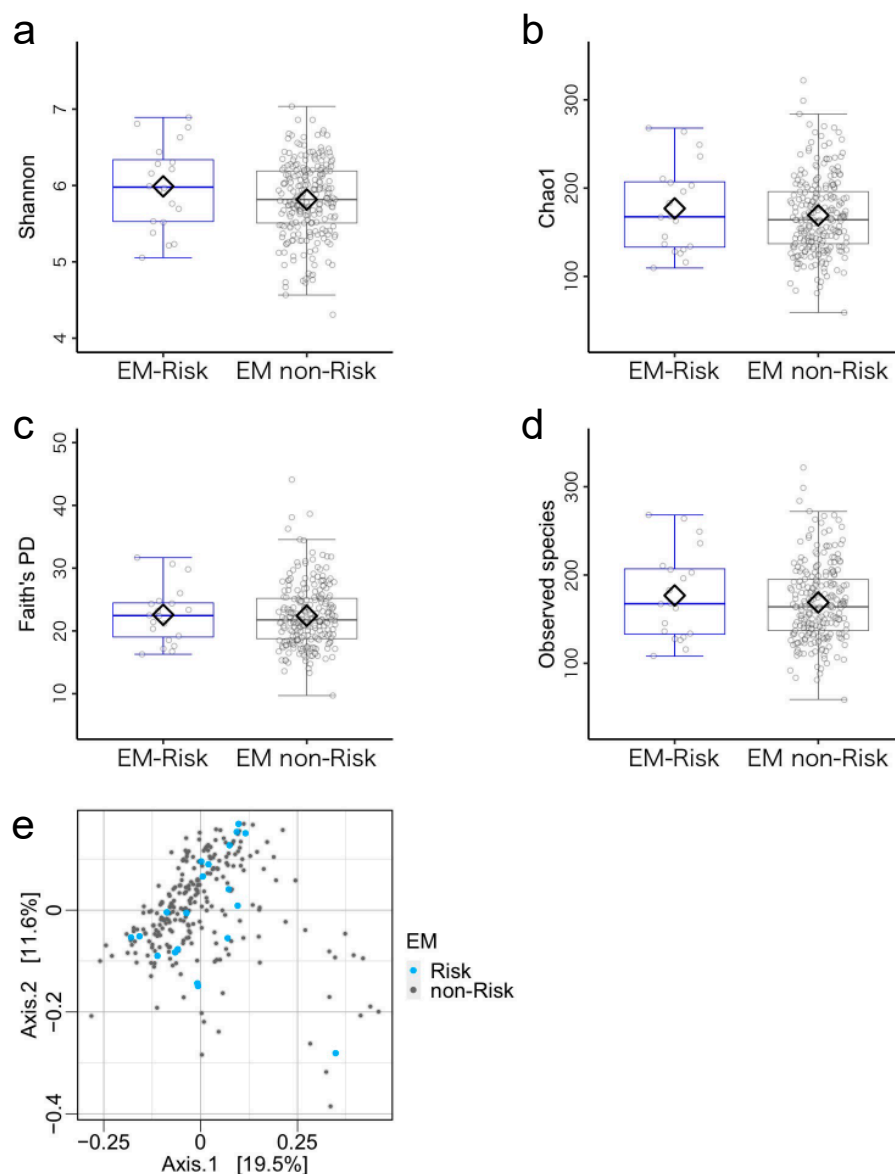 a
Shannon
7
6
5
4
EM-Risk EM non-Risk
b
Chao1
300
200
100
EM-Risk EM non-Risk
c
Faith's PD
50
40
30
20
10
EM-Risk EM non-Risk
d
Observed species
300
200
100
EM-Risk EM non-Risk
e
Axis.2 [11.6%]
0
−0.2
−0.4
−0.25 0 0.25
Axis.1 [19.5%]
EM
Risk
non-Risk